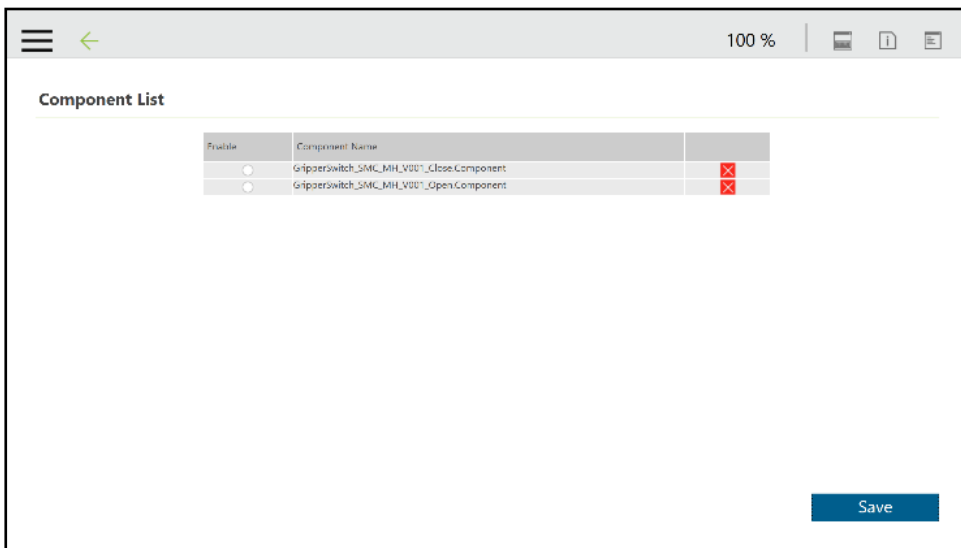 100 %
Component List
Enable Component Name
GripperSwitch_SMC_MH_V001_Close.Component
GripperSwitch_SMC_MH_V001_Open.Component
Save